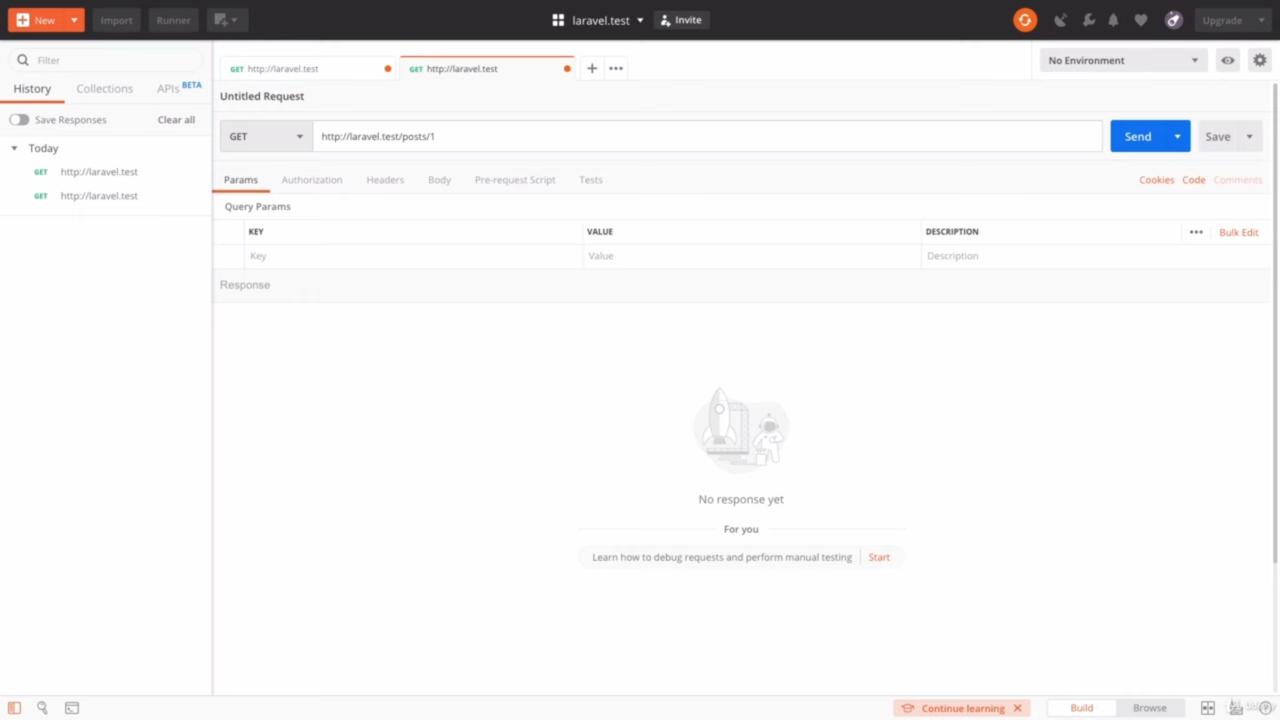 New
Import
Runner
laravel.test
Invite
Upgrade
Filter
History
Collections
APIs BETA
Save Responses
Clear all
Today
GET http://laravel.test
GET http://laravel.test
GET http://laravel.test
GET http://laravel.test
No Environment
Untitled Request
GET
http://laravel.test/posts/1
Send
Save
Params
Authorization
Headers
Body
Pre-request Script
Tests
Cookies
Code
Comments
Query Params
KEY
VALUE
DESCRIPTION
Bulk Edit
Key
Value
Description
Response
No response yet
For you
Learn how to debug requests and perform manual testing
Start
Continue learning
Build
Browse